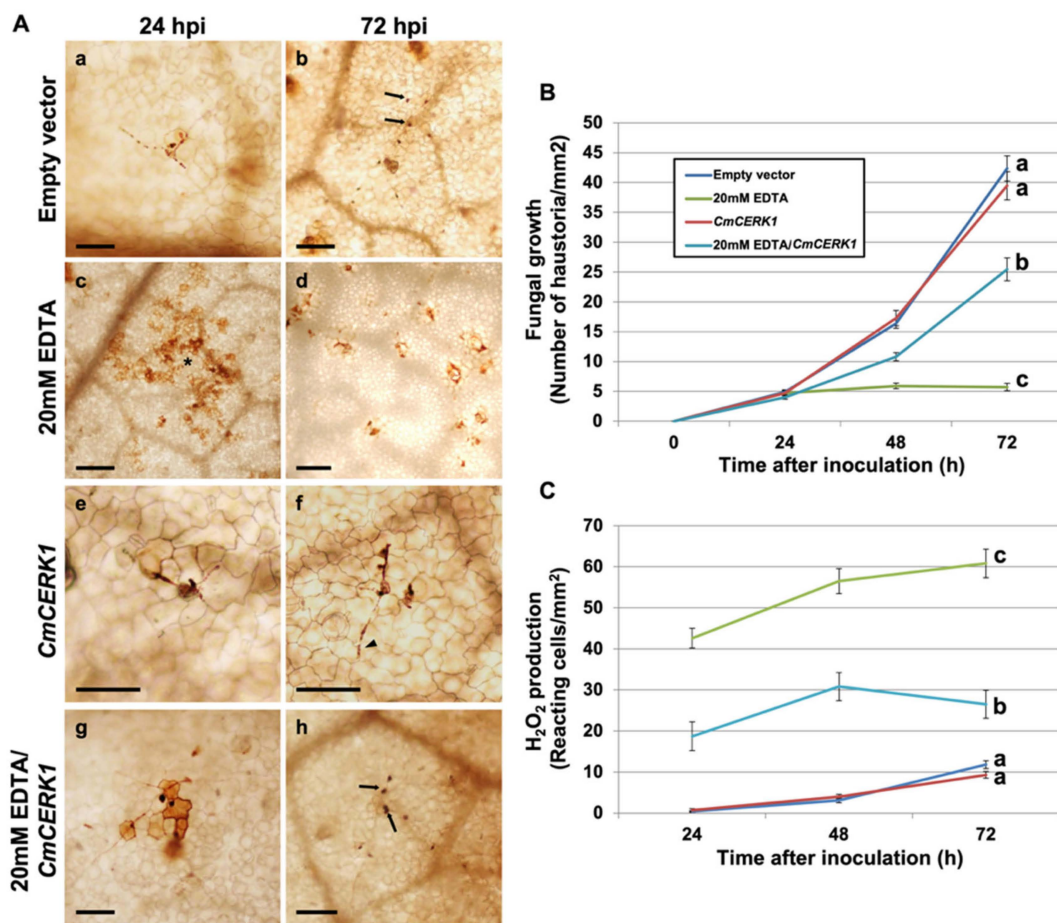 A
24 hpi
72 hpi
Empty vector
a
b
20mM EDTA
c
*
d
CmCERK1
e
f
20mM EDTA/
CmCERK1
g
h
B
Fungal growth
(Number of haustoria/mm2)
50
45
40
35
30
25
20
15
10
5
0
Empty vector
20mM EDTA
CmCERK1
20mM EDTA/CmCERK1
a
a
b
c
0
24
48
72
Time after inoculation (h)
C
H₂O₂ production
(Reacting cells/mm²)
70
60
50
40
30
20
10
0
c
b
a
a
24
48
72
Time after inoculation (h)